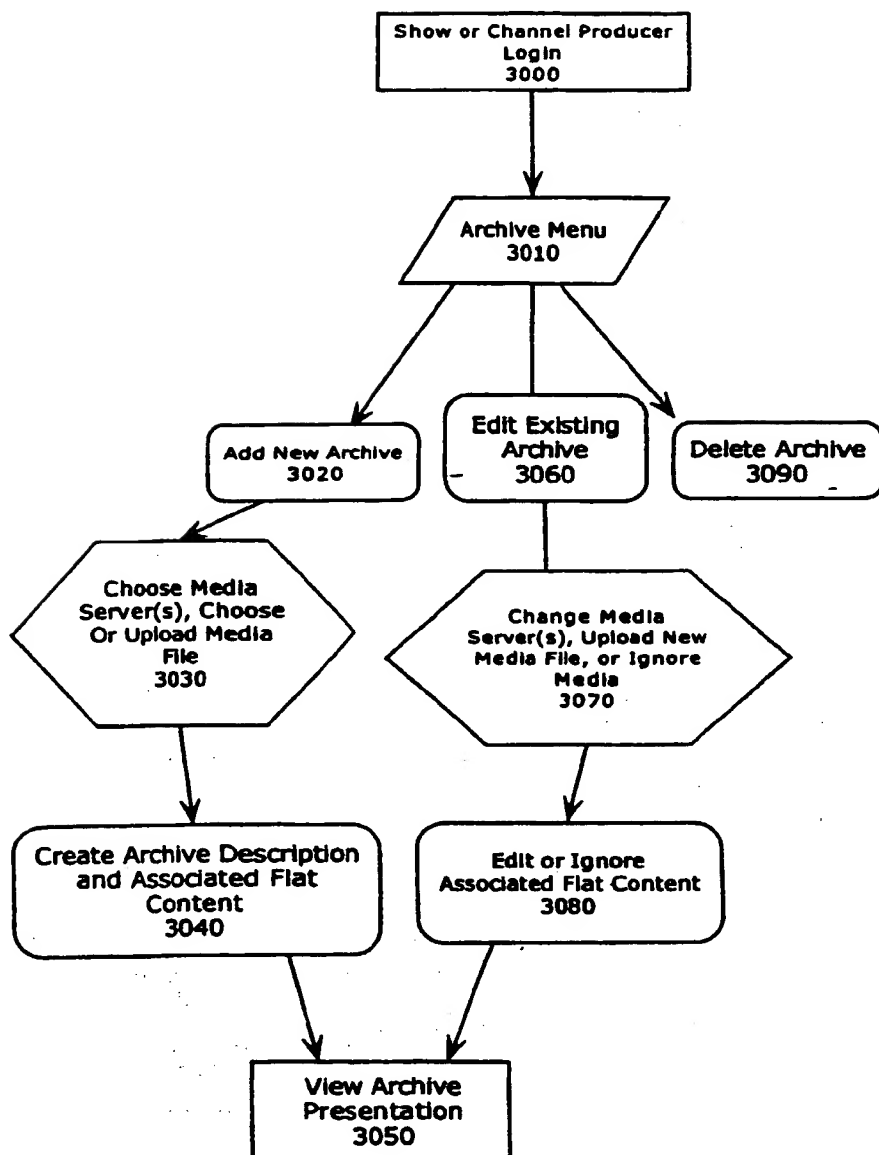 Show or Channel Producer
Login
3000
Archive Menu
3010
Add New Archive
3020
Edit Existing
Archive
3060
Delete Archive
3090
Choose Media
Server(s), Choose
Or Upload Media
File
3030
Change Media
Server(s), Upload New
Media File, or Ignore
Media
3070
Create Archive Description
and Associated Flat
Content
3040
Edit or Ignore
Associated Flat Content
3080
View Archive
Presentation
3050